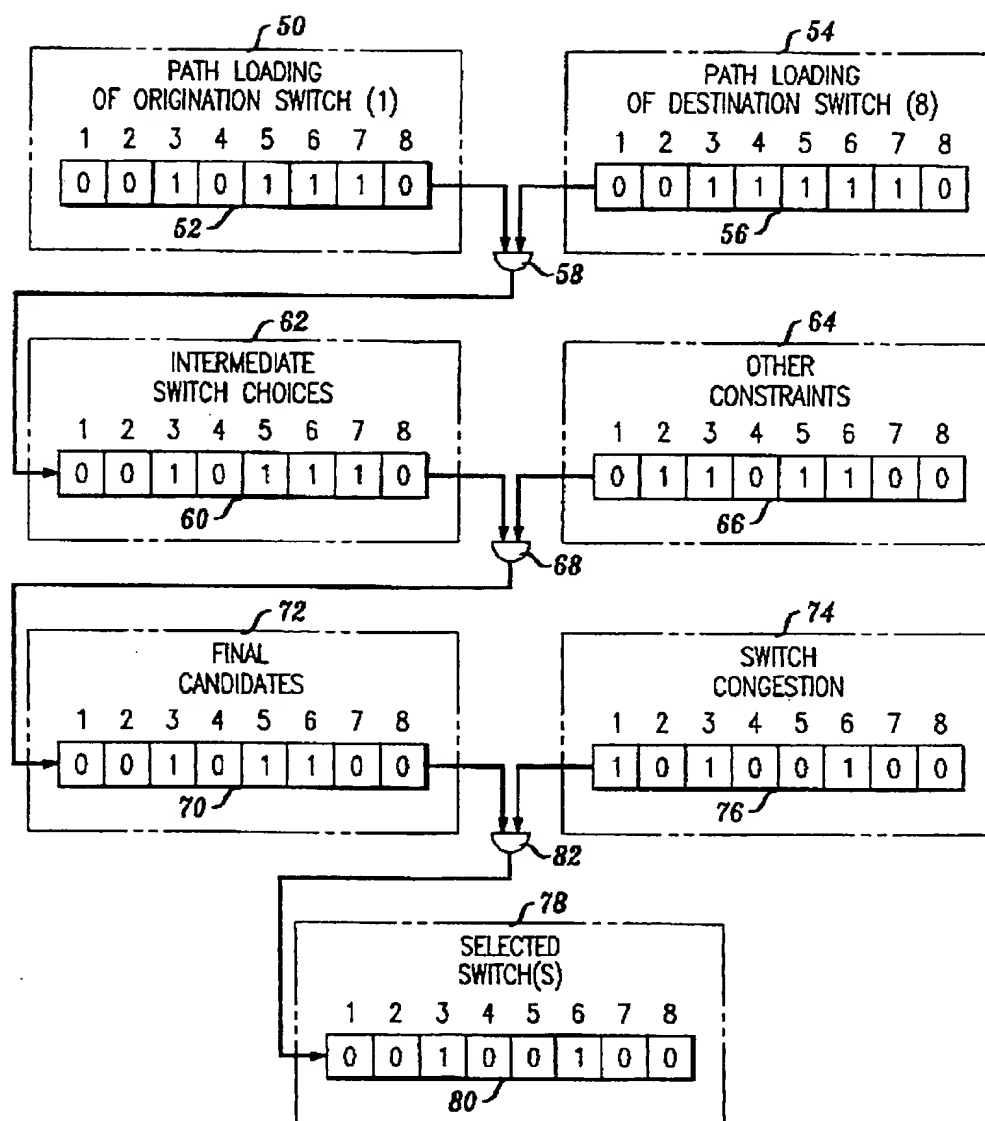 50
PATH LOADING
OF ORIGINATION SWITCH (1)
1 2 3 4 5 6 7 8
0 0 1 0 1 1 1 0
52
54
PATH LOADING
OF DESTINATION SWITCH (8)
1 2 3 4 5 6 7 8
0 0 1 1 1 1 1 0
56
58
62
INTERMEDIATE
SWITCH CHOICES
1 2 3 4 5 6 7 8
0 0 1 0 1 1 1 0
60
64
OTHER
CONSTRAINTS
1 2 3 4 5 6 7 8
0 1 1 0 1 1 0 0
66
68
72
FINAL
CANDIDATES
1 2 3 4 5 6 7 8
0 0 1 0 1 1 0 0
70
74
SWITCH
CONGESTION
1 2 3 4 5 6 7 8
1 0 1 0 0 1 0 0
76
82
78
SELECTED
SWITCH(S)
1 2 3 4 5 6 7 8
0 0 1 0 0 1 0 0
80